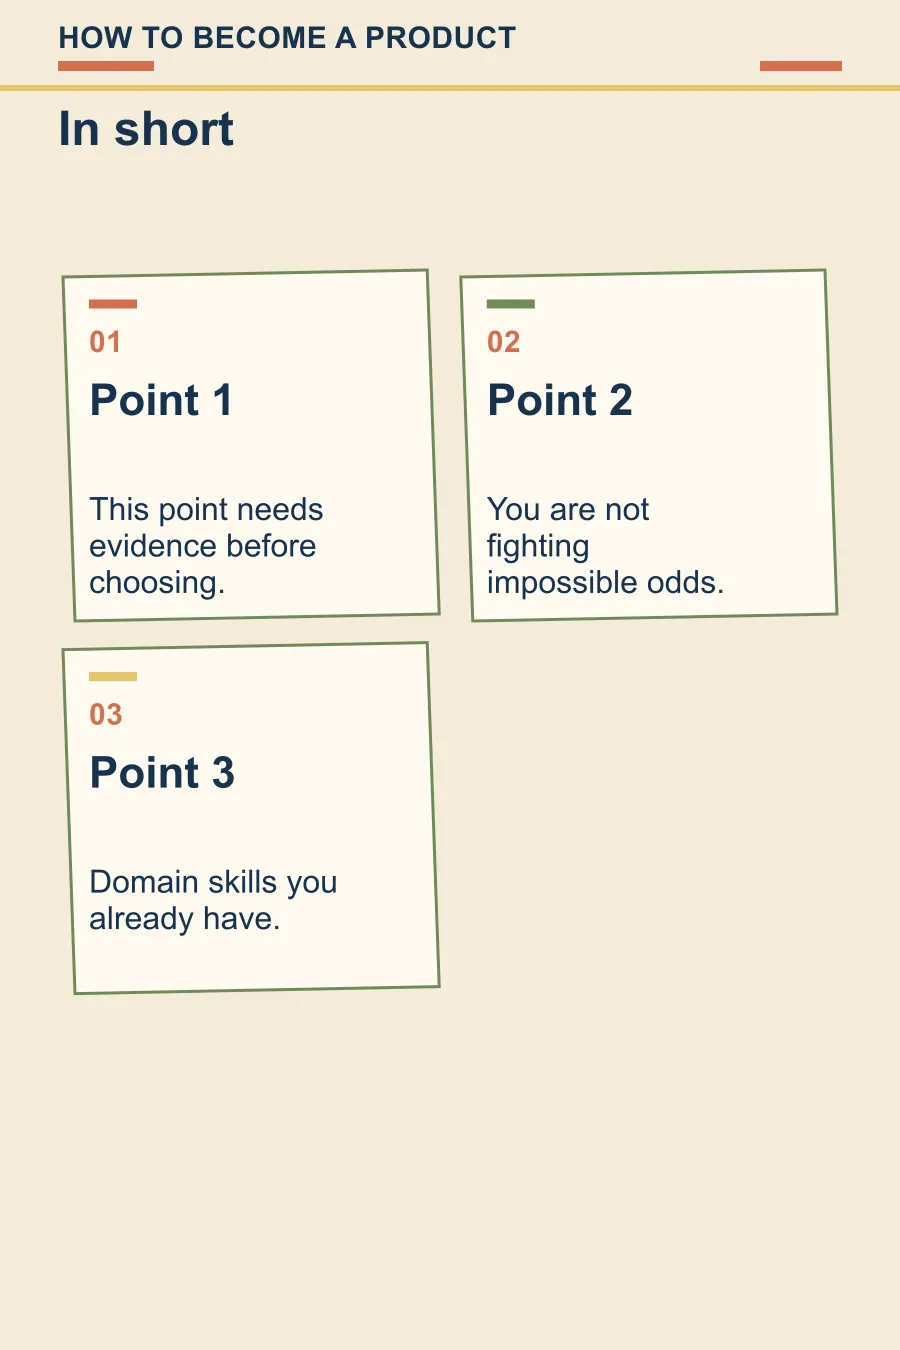 HOW TO BECOME A PRODUCT
In short
01
Point 1
This point needs
evidence before
choosing.
02
Point 2
You are not
fighting
impossible odds.
03
Point 3
Domain skills you
already have.